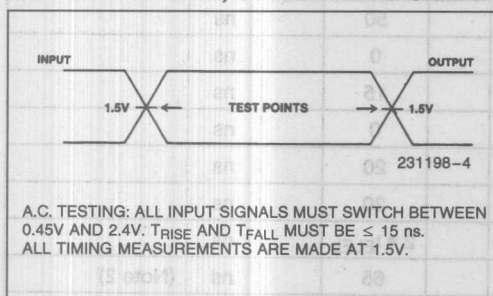 INPUT OUTPUT
1.5V TEST POINTS 1.5V
231198-4
A.C. TESTING: ALL INPUT SIGNALS MUST SWITCH BETWEEN
0.45V AND 2.4V. TRISE AND TFALL MUST BE ≤ 15 ns.
ALL TIMING MEASUREMENTS ARE MADE AT 1.5V.